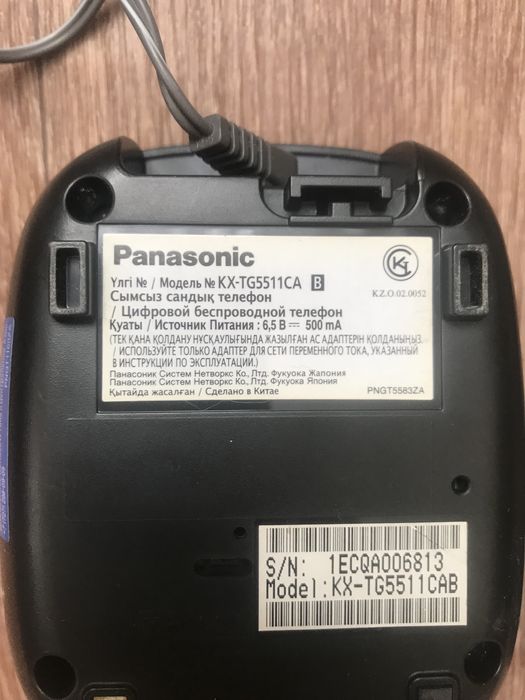 Panasonic
Үлгі № / Модель № KX-TG5511CA B
Сымсыз сандық телефон
/ Цифровой беспроводной телефон
Қуаты / Источник Питания : 6,5 В ⎓ 500 mA
(ТЕК ҚАНА ҚОЛДАНУ НҰСҚАУЛЫҒЫНДА ЖАЗЫЛҒАН АС АДАПТЕРІН ҚОЛДАНЫҢЫЗ.
/ ИСПОЛЬЗУЙТЕ ТОЛЬКО АДАПТЕР ДЛЯ СЕТИ ПЕРЕМЕННОГО ТОКА, УКАЗАННЫЙ
В ИНСТРУКЦИИ ПО ЭКСПЛУАТАЦИИ.)
Панасоник Систем Нетворкс Ко., Лтд. Фукуока Жапония
Панасоник Систем Нетворкс Ко., Лтд. Фукуока Япония
Қытайда жасалған / Сделано в Китае
PNGT5583ZA
KZ.O.02.0052
S/N: 1ECQA006813
Model:KX-TG5511CAB